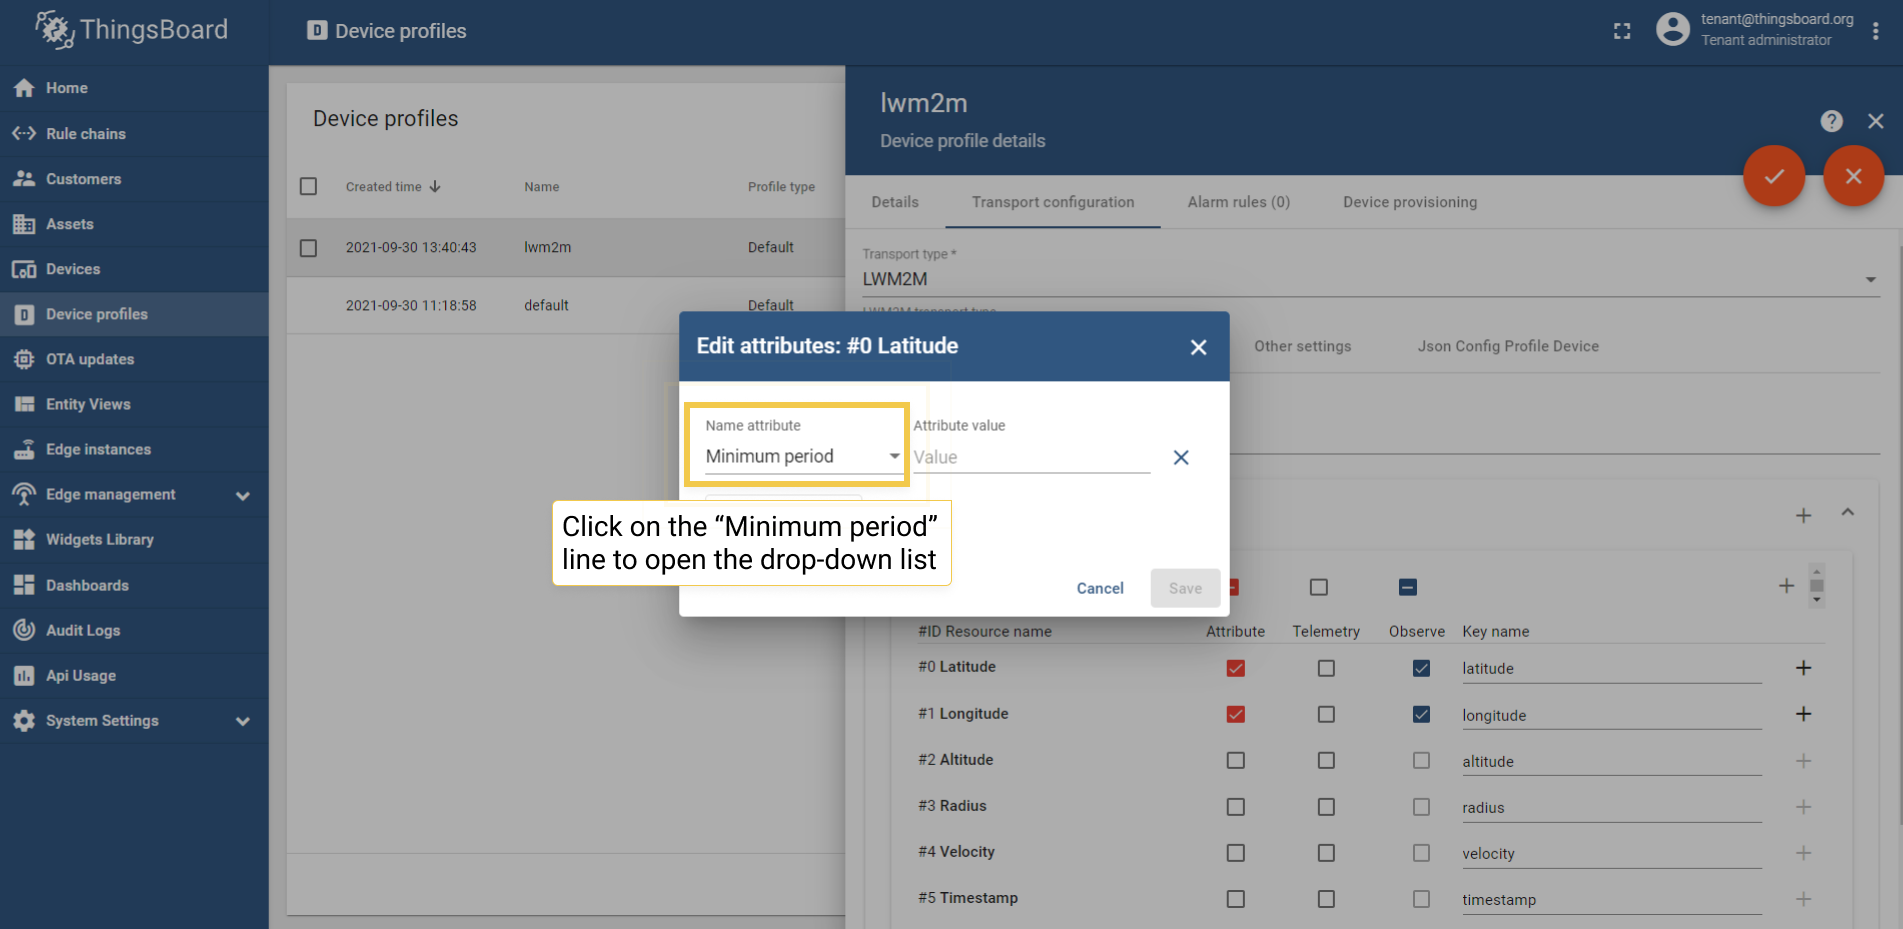 ThingsBoard
Device profiles
tenant@thingsboard.org
Tenant administrator
Home
Rule chains
Customers
Assets
Devices
Device profiles
OTA updates
Entity Views
Edge instances
Edge management
Widgets Library
Dashboards
Audit Logs
Api Usage
System Settings
Device profiles
Created time Name Profile type
2021-09-30 13:40:43 lwm2m Default
2021-09-30 11:18:58 default Default
lwm2m
Device profile details
Details Transport configuration Alarm rules (0) Device provisioning
Transport type *
LWM2M
LWM2M transport type
Other settings Json Config Profile Device
Edit attributes: #0 Latitude
Name attribute Attribute value
Minimum period Value
Click on the “Minimum period”
line to open the drop-down list
Cancel Save
#ID Resource name Attribute Telemetry Observe Key name
#0 Latitude latitude
#1 Longitude longitude
#2 Altitude altitude
#3 Radius radius
#4 Velocity velocity
#5 Timestamp timestamp